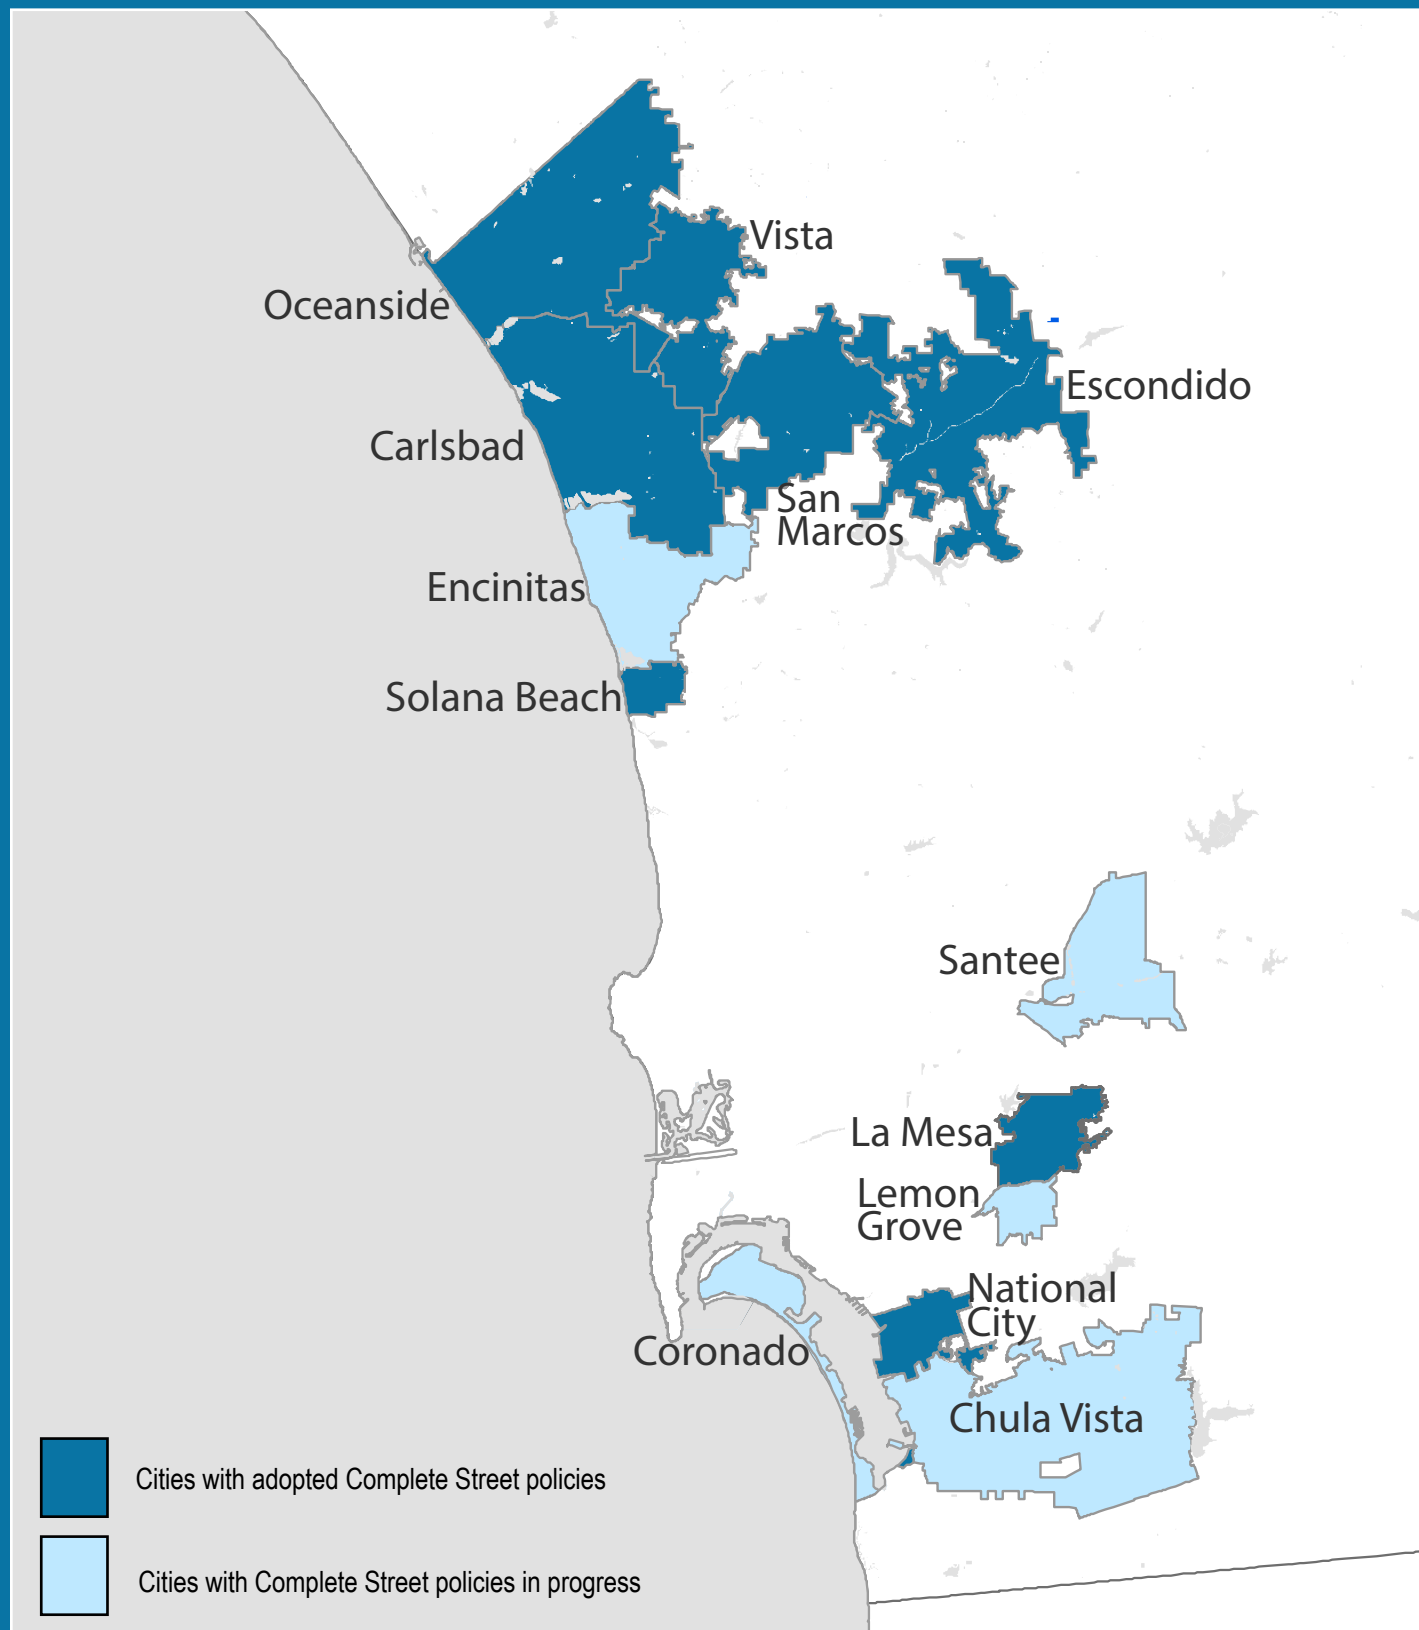 Vista
Oceanside
Escondido
Carlsbad
San
Marcos
Encinitas
Solana Beach
Santee
La Mesa
Lemon
Grove
National
City
Coronado
Chula Vista
Cities with adopted Complete Street policies
Cities with Complete Street policies in progress